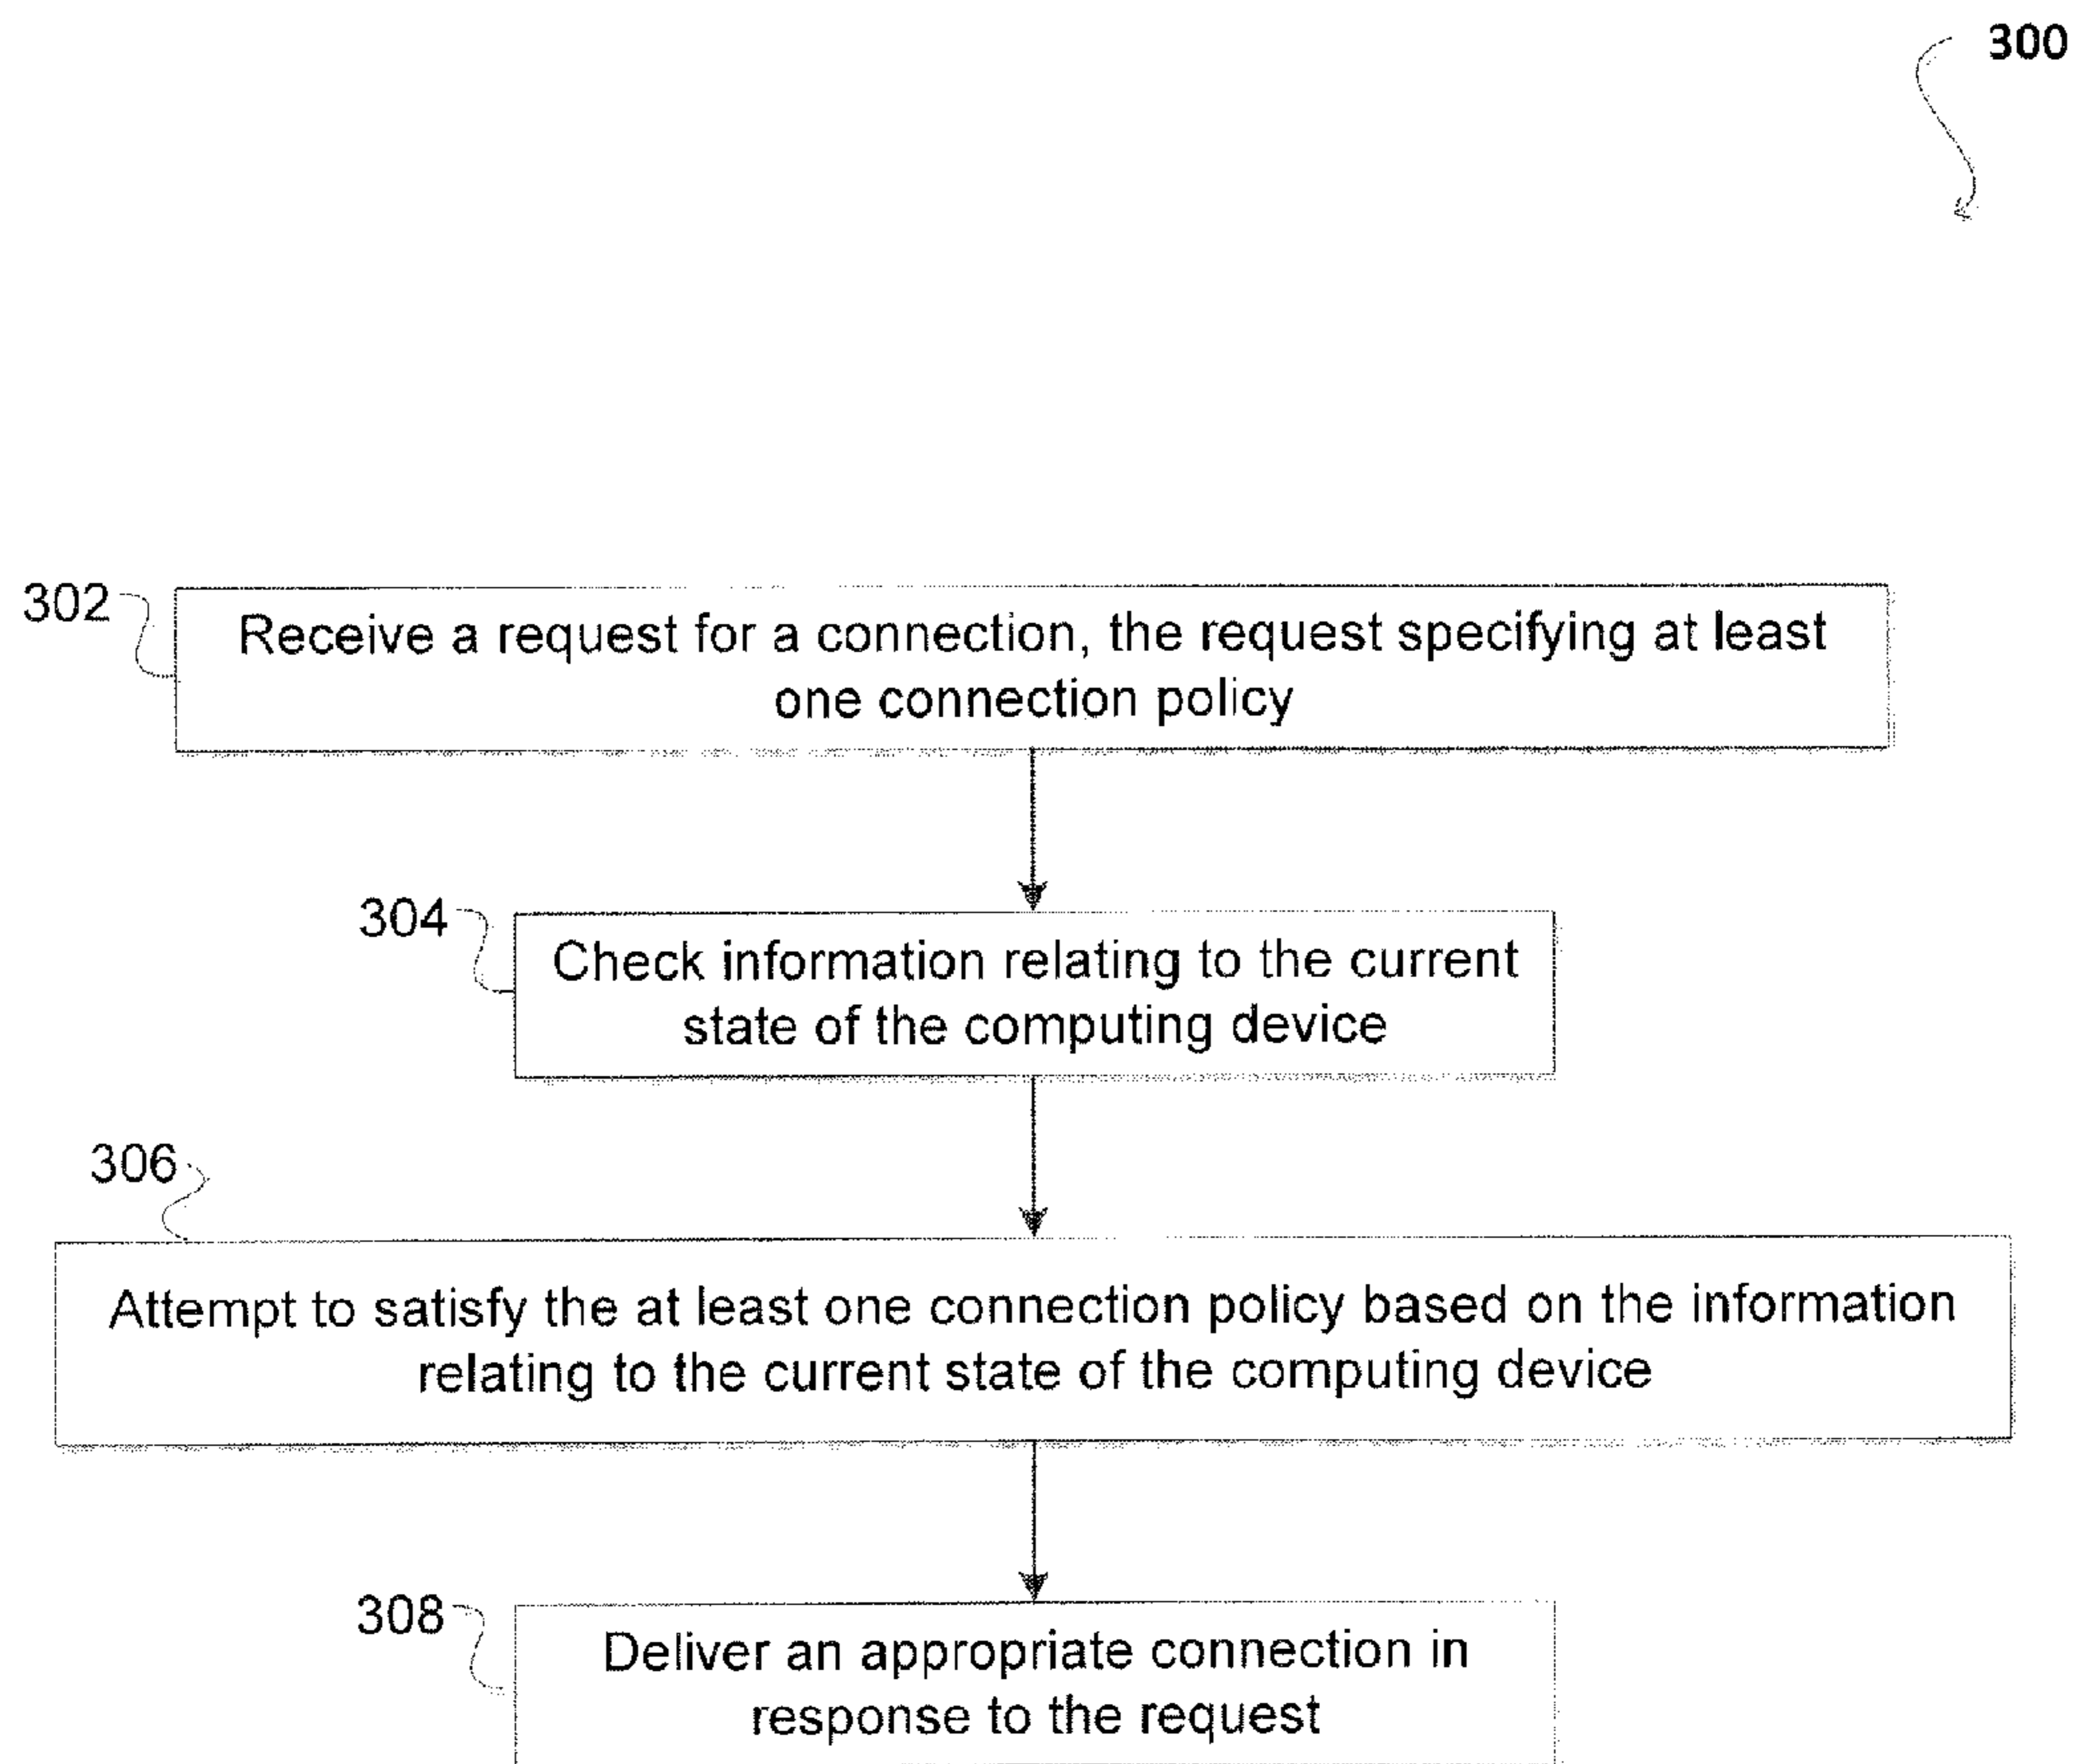 300
302
Receive a request for a connection, the request specifying at least
one connection policy
304
Check information relating to the current
state of the computing device
306
Attempt to satisfy the at least one connection policy based on the information
relating to the current state of the computing device
308
Deliver an appropriate connection in
response to the request